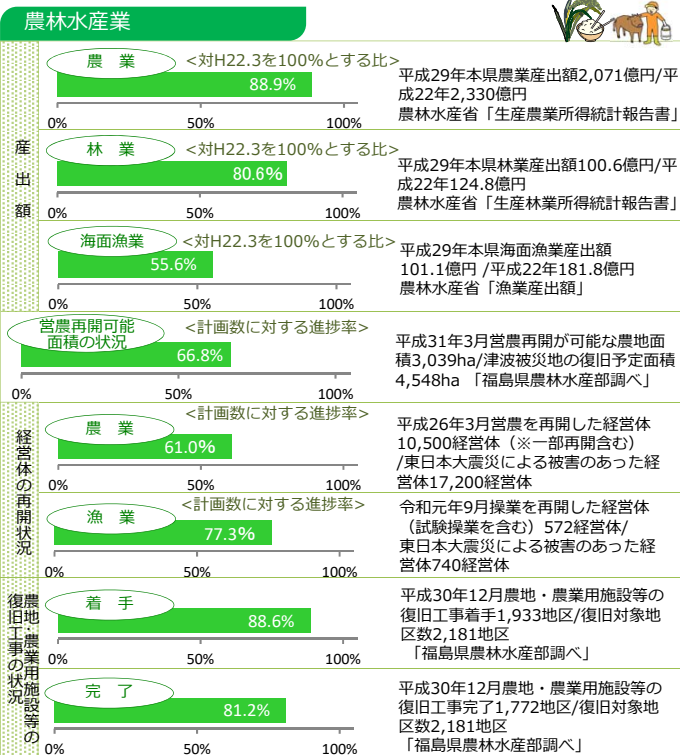 農林水産業
産出額
農　業
<対H22.3を100％とする比>
88.9%
0%
50%
100%
平成29年本県農業産出額2,071億円/平
成22年2,330億円
農林水産省「生産農業所得統計報告書」
林　業
<対H22.3を100％とする比>
80.6%
0%
50%
100%
平成29年本県林業産出額100.6億円/平
成22年124.8億円
農林水産省「生産林業所得統計報告書」
海面漁業
<対H22.3を100％とする比>
55.6%
0%
50%
100%
平成29年本県海面漁業産出額
101.1億円 /平成22年181.8億円
農林水産省「漁業産出額」
営農再開可能
面積の状況
<計画数に対する進捗率>
66.8%
0%
50%
100%
平成31年3月営農再開が可能な農地面
積3,039ha/津波被災地の復旧予定面積
4,548ha 「福島県農林水産部調べ」
経営体の再開状況
農　業
<計画数に対する進捗率>
61.0%
0%
50%
100%
平成26年3月営農を再開した経営体
10,500経営体（※一部再開含む）
/東日本大震災による被害のあった経
営体17,200経営体
漁　業
<計画数に対する進捗率>
77.3%
0%
50%
100%
令和元年9月操業を再開した経営体
（試験操業を含む）572経営体/
東日本大震災による被害のあった経
営体740経営体
農地・農業用施設等の
復旧工事の状況
着　手
88.6%
0%
50%
100%
平成30年12月農地・農業用施設等の
復旧工事着手1,933地区/復旧対象地
区数2,181地区
「福島県農林水産部調べ」
完　了
81.2%
0%
50%
100%
平成30年12月農地・農業用施設等の
復旧工事完了1,772地区/復旧対象地
区数2,181地区
「福島県農林水産部調べ」